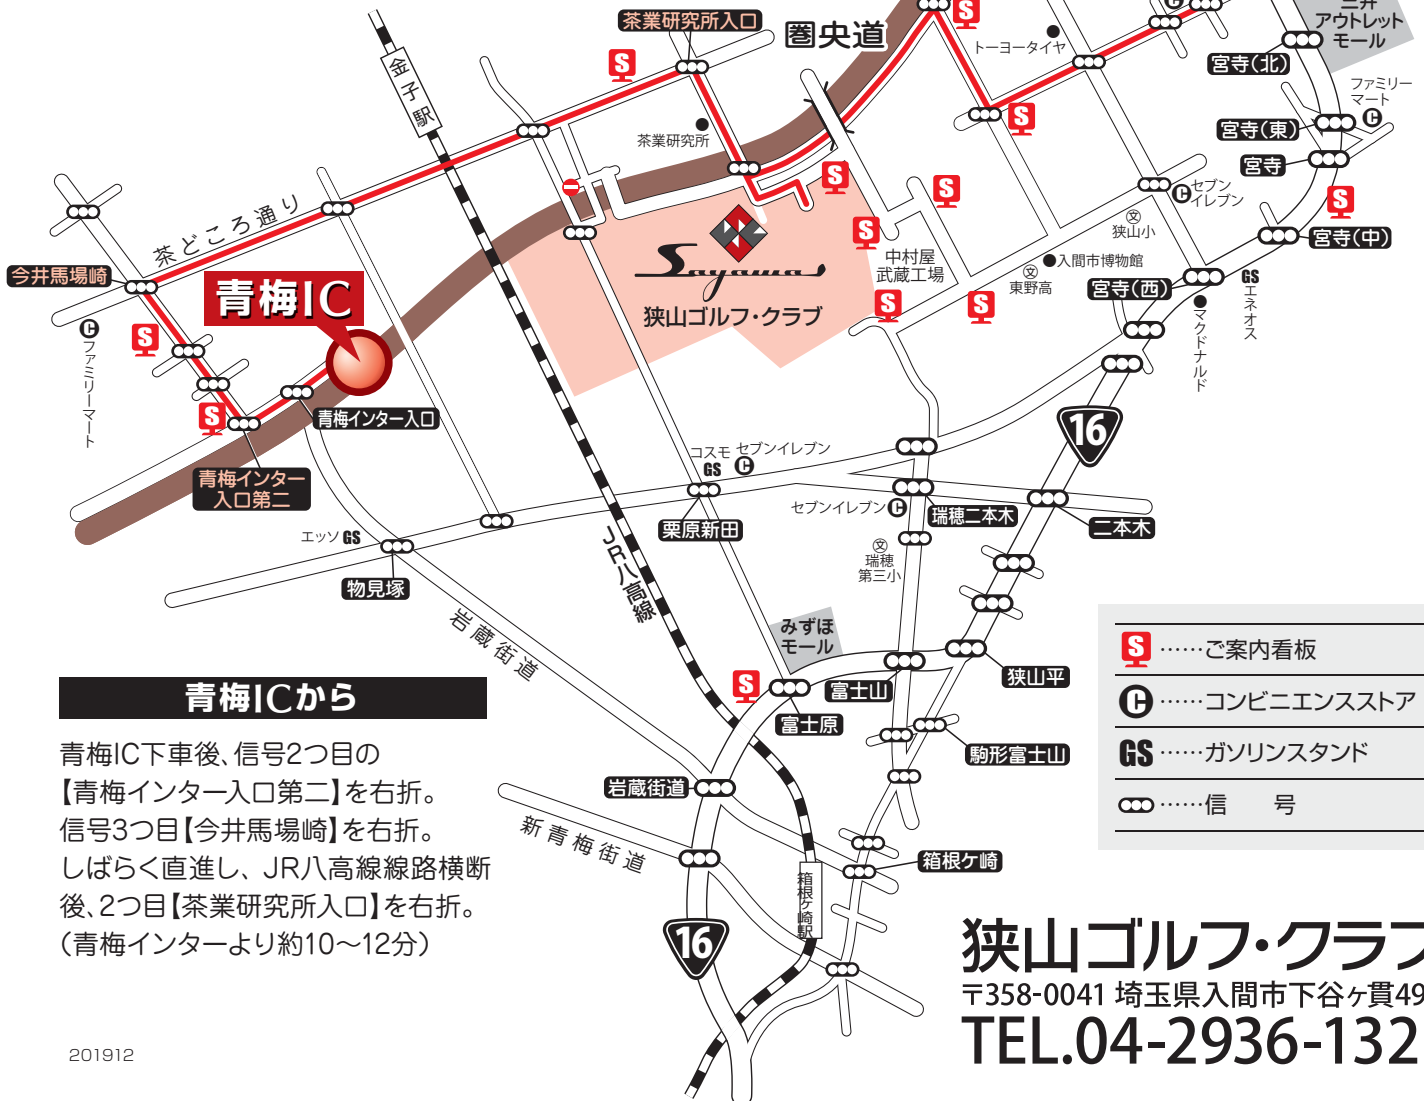 茶業研究所入口
圏央道
トーヨータイヤ
三井
アウトレット
モール
宮寺(北)
ファミリー
マート
宮寺(東)
宮寺
金子駅
茶業研究所
セブン
イレブン
狭山小
宮寺(中)
茶どころ通り
今井馬場崎
青梅IC
Sayama
狭山ゴルフ・クラブ
中村屋
武蔵工場
入間市博物館
東野高
宮寺(西)
GS
エネオス
マクドナルド
ファミリーマート
青梅インター入口
青梅インター
入口第二
16
コスモ
GS
セブンイレブン
栗原新田
セブンイレブン
瑞穂二本木
二本木
エッソ GS
物見塚
JR八高線
瑞穂
第三小
岩蔵街道
みずほ
モール
富士山
狭山平
富士原
駒形富士山
岩蔵街道
新青梅街道
箱根ケ崎
箱根ケ崎駅
16
S ……ご案内看板
C ……コンビニエンスストア
GS ……ガソリンスタンド
……信　号
青梅ICから
青梅IC下車後、信号2つ目の
【青梅インター入口第二】を右折。
信号3つ目【今井馬場崎】を右折。
しばらく直進し、JR八高線線路横断
後、2つ目【茶業研究所入口】を右折。
(青梅インターより約10〜12分)
狭山ゴルフ・クラブ
〒358-0041 埼玉県入間市下谷ヶ貫49
TEL.04-2936-132
201912